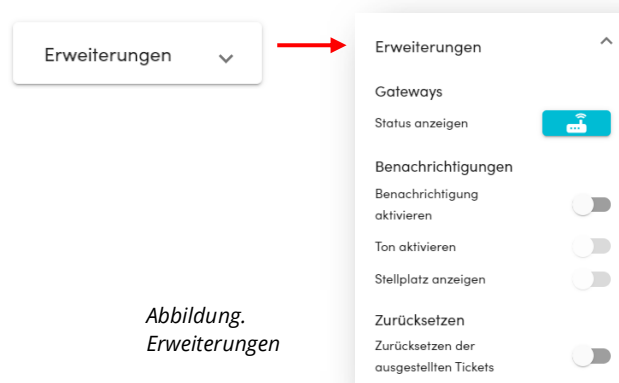 Erweiterungen
Erweiterungen
Gateways
Status anzeigen
Benachrichtigungen
Benachrichtigung
aktivieren
Ton aktivieren
Stellplatz anzeigen
Zurücksetzen
Zurücksetzen der
ausgestellten Tickets
Abbildung.
Erweiterungen